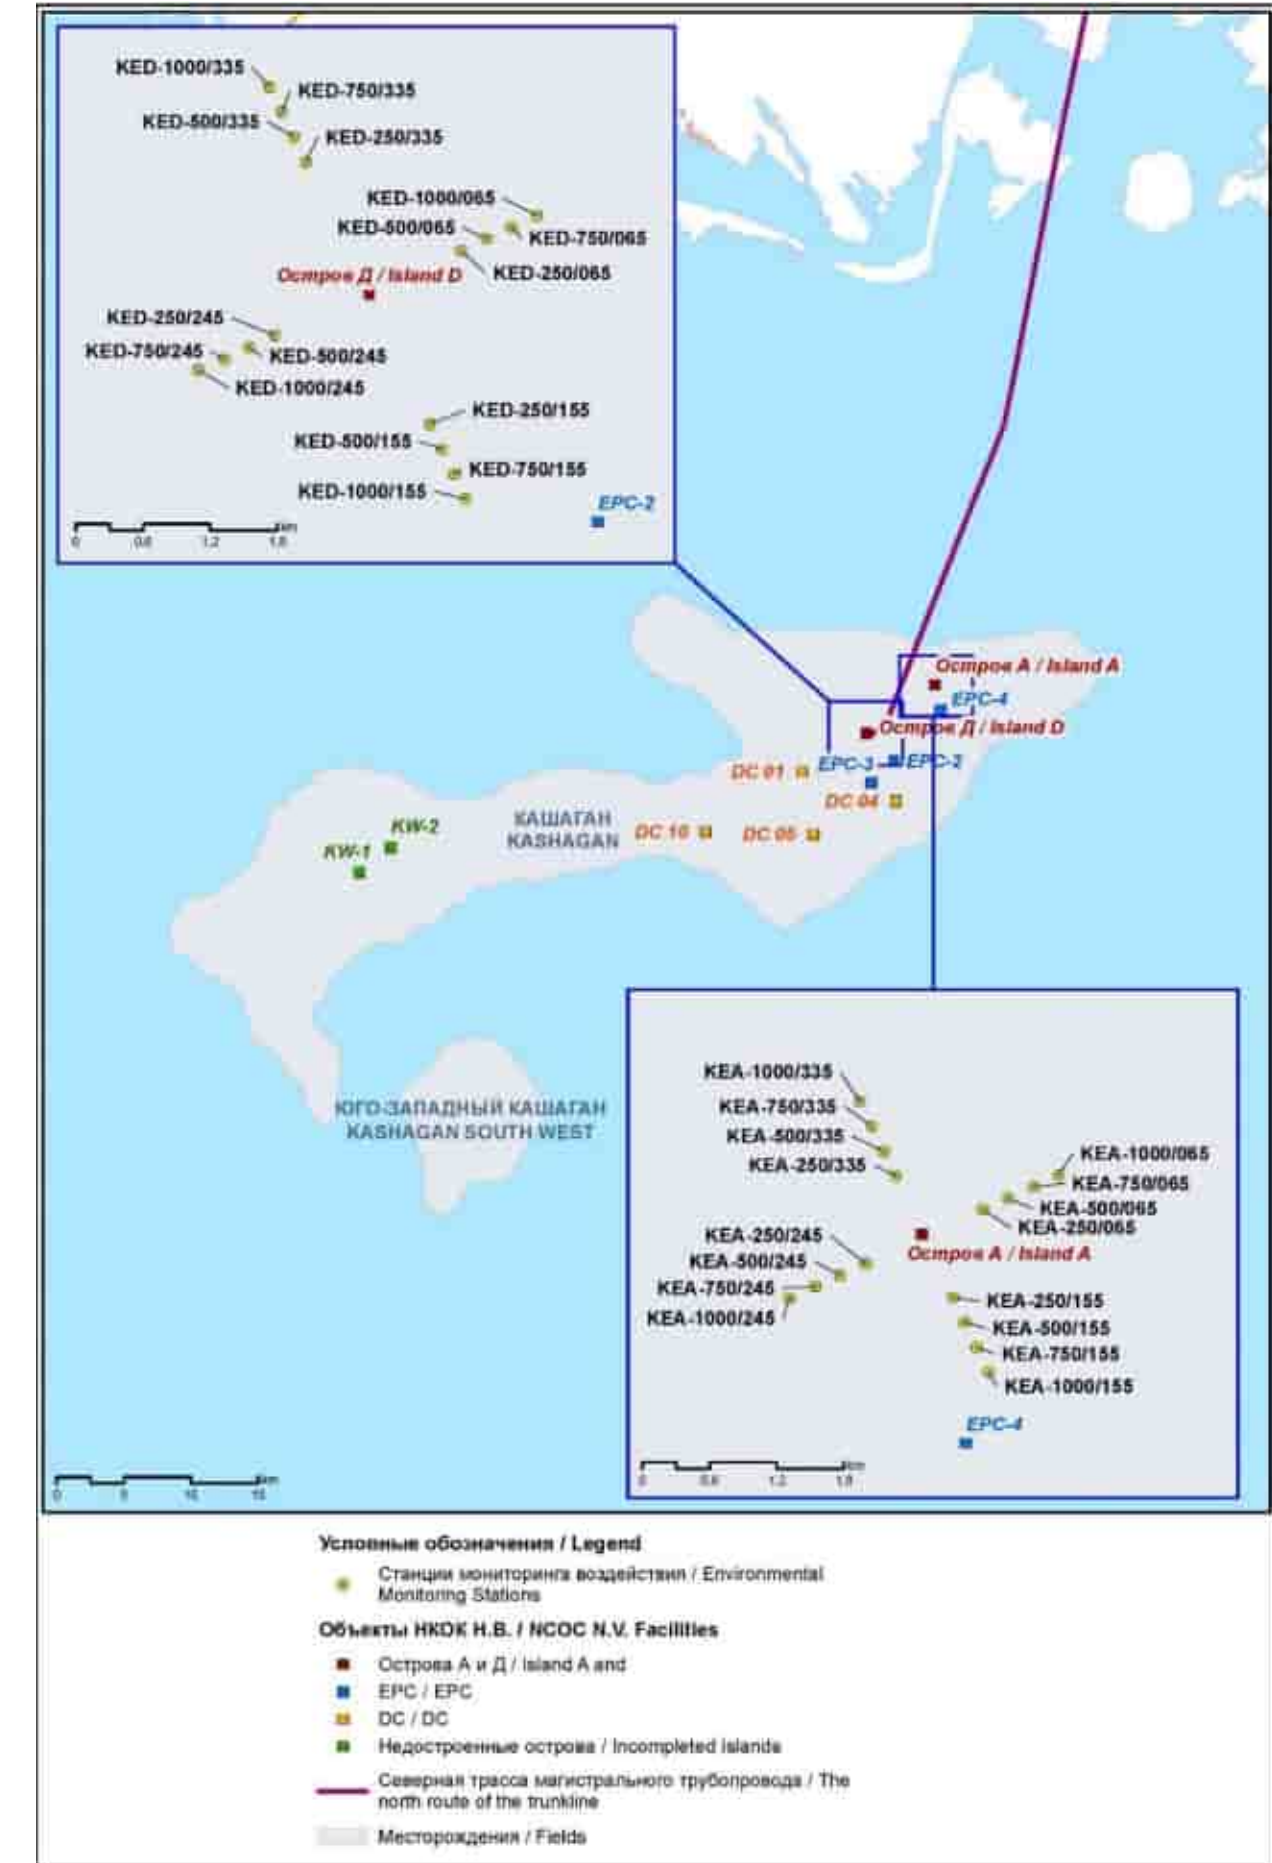 KED-1000/335
KED-750/335
KED-500/335
KED-250/335
KED-1000/065
KED-500/065
KED-750/065
KED-250/065
Остров Д / Island D
KED-250/245
KED-750/245
KED-500/245
KED-1000/245
KED-250/155
KED-500/155
KED-750/155
KED-1000/155
EPC-2
km
0 0.6 1.2 1.8
Остров А / Island A
EPC-4
Остров Д / Island D
DC 01
EPC-3
EPC-2
DC 04
КАШАГАН
KASHAGAN
DC 10
DC 05
KW-2
KW-1
ЮГО-ЗАПАДНЫЙ КАШАГАН
KASHAGAN SOUTH WEST
KEA-1000/335
KEA-750/335
KEA-500/335
KEA-250/335
KEA-1000/065
KEA-750/065
KEA-500/065
KEA-250/065
KEA-250/245
Остров А / Island A
KEA-500/245
KEA-750/245
KEA-1000/245
KEA-250/155
KEA-500/155
KEA-750/155
KEA-1000/155
EPC-4
km
0 0.6 1.2 1.8
km
0 5 10 15
Условные обозначения / Legend
Станции мониторинга воздействия / Environmental
Monitoring Stations
Объекты НКОК Н.В. / NCOC N.V. Facilities
Острова А и Д / Island A and
EPC / EPC
DC / DC
Недостроенные острова / Incompleted islands
Северная трасса магистрального трубопровода / The
north route of the trunkline
Месторождения / Fields